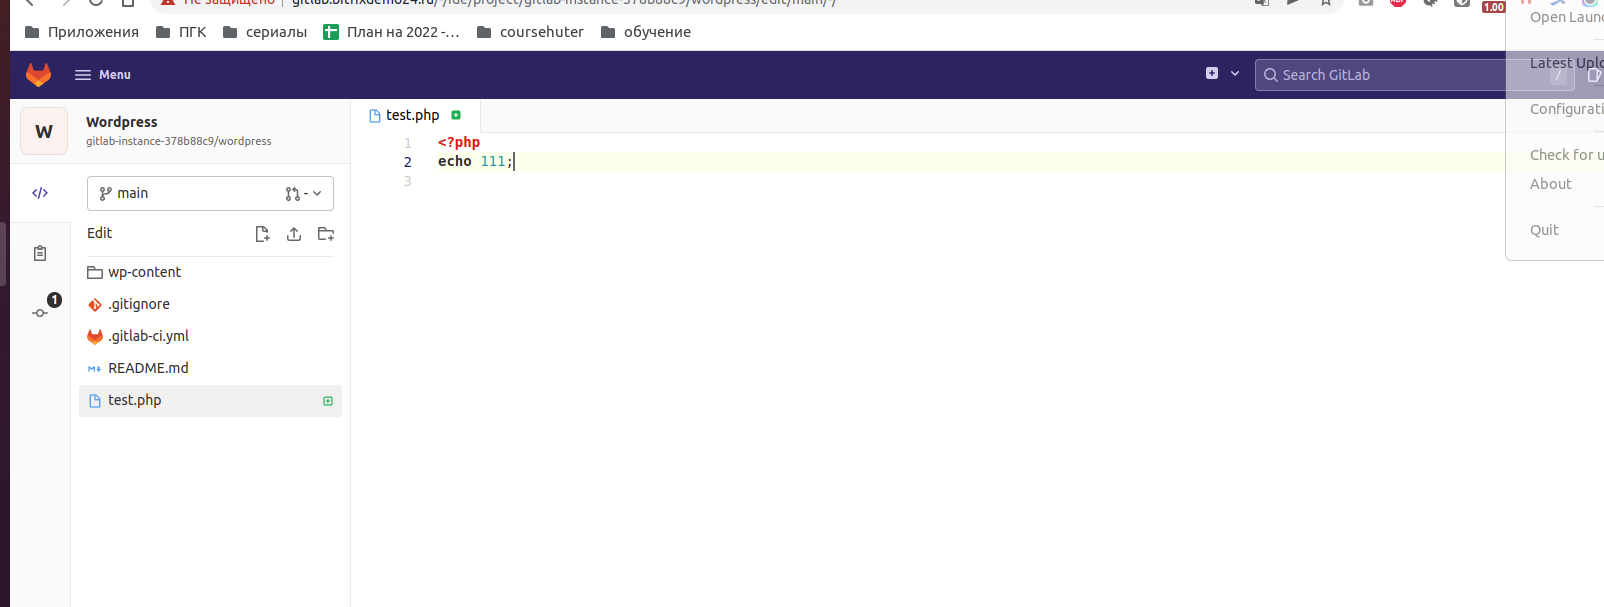 Не защищено | gitlab.bitrixdemo24.ru/-/ide/project/gitlab-instance-378b88c9/wordpress/edit/main/-/
1.00
Приложения ПГК сериалы План на 2022 -... coursehuter обучение
Menu
Search GitLab /
Open Laun
Latest Uplo
Configurati
Check for u
About
Quit
W
Wordpress
gitlab-instance-378b88c9/wordpress
main
-
Edit
wp-content
.gitignore
.gitlab-ci.yml
README.md
test.php
1
test.php
1 <?php
2 echo 111;
3